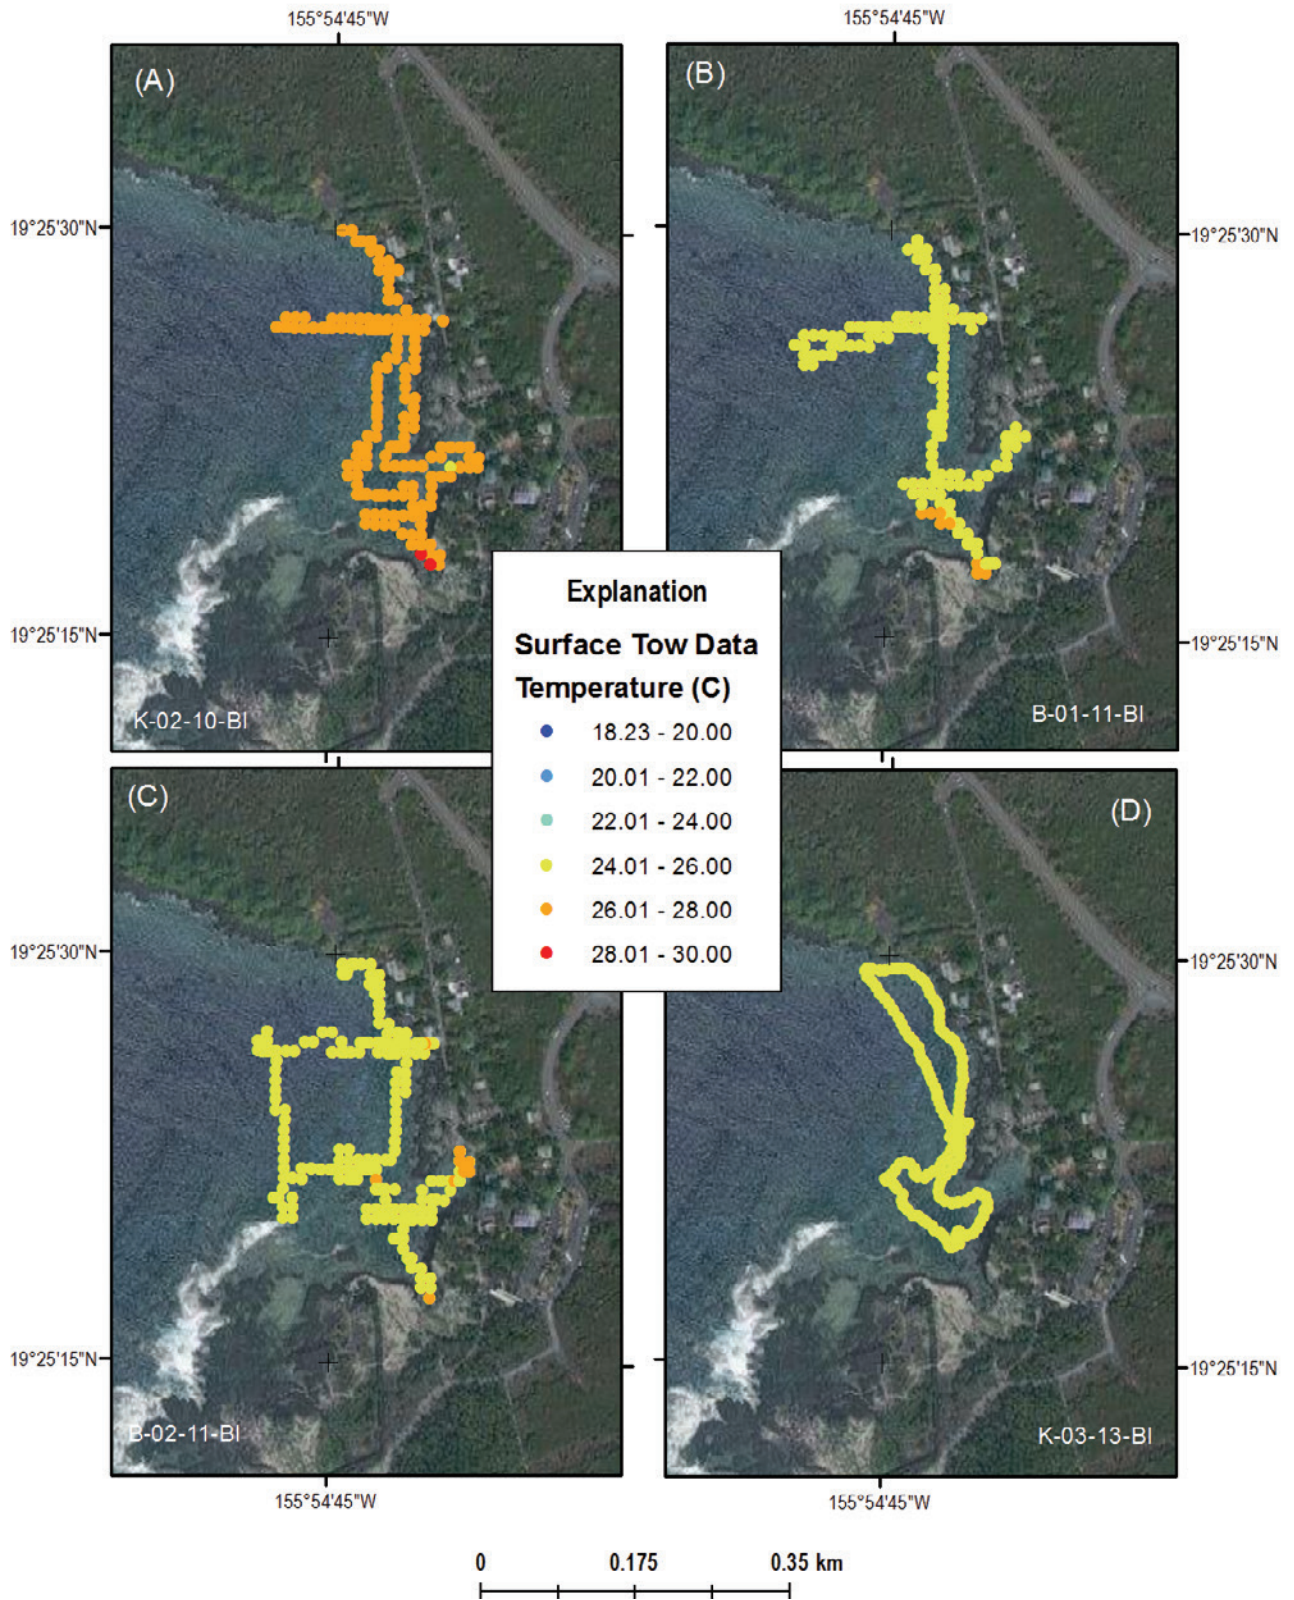 155°54'45"W
155°54'45"W
(A)
(B)
19°25'30"N
19°25'30"N
19°25'15"N
19°25'15"N
K-02-10-BI
B-01-11-BI
Explanation
Surface Tow Data
Temperature (C)
18.23 - 20.00
20.01 - 22.00
22.01 - 24.00
24.01 - 26.00
26.01 - 28.00
28.01 - 30.00
(C)
(D)
19°25'30"N
19°25'30"N
19°25'15"N
19°25'15"N
B-02-11-BI
K-03-13-BI
155°54'45"W
155°54'45"W
0 0.175 0.35 km